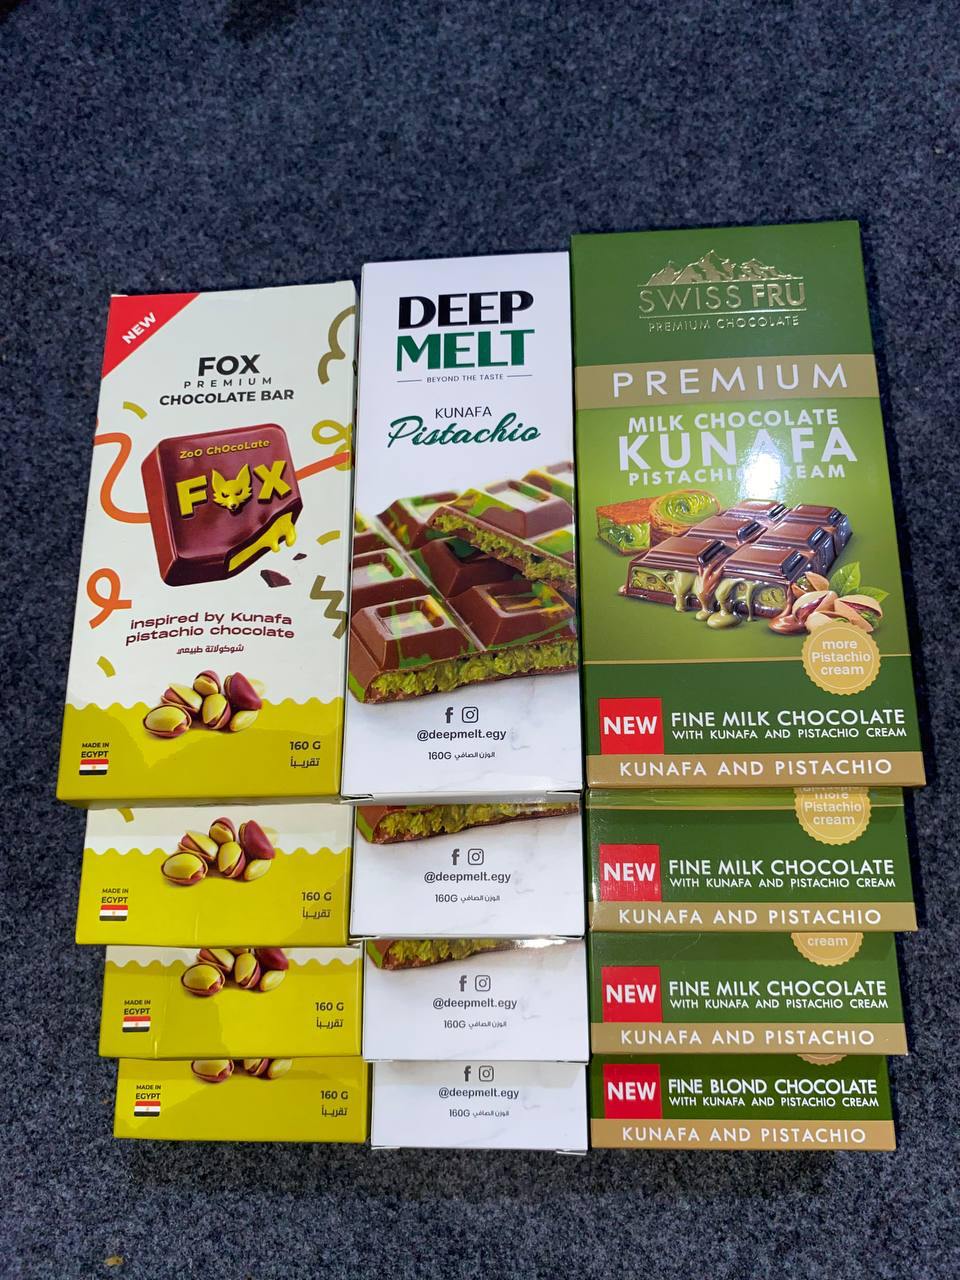 NEW
FOX
PREMIUM
CHOCOLATE BAR
ZoO ChOcoLate
FOX
inspired by Kunafa
pistachio chocolate
شوكولاتة طبيعي
MADE IN
EGYPT
160 G
تقريباً
MADE IN
EGYPT
160 G
تقريباً
MADE IN
EGYPT
160 G
تقريباً
MADE IN
EGYPT
160 G
تقريباً
DEEP
MELT
BEYOND THE TASTE
KUNAFA
Pistachio
@deepmelt.egy
160G الوزن الصافي
@deepmelt.egy
160G الوزن الصافي
@deepmelt.egy
160G الوزن الصافي
@deepmelt.egy
160G الوزن الصافي
SWISS FRU
PREMIUM CHOCOLATE
PREMIUM
MILK CHOCOLATE
KUNAFA
PISTACHIO CREAM
more
Pistachio
cream
NEW
FINE MILK CHOCOLATE
WITH KUNAFA AND PISTACHIO CREAM
KUNAFA AND PISTACHIO
more
Pistachio
cream
NEW
FINE MILK CHOCOLATE
WITH KUNAFA AND PISTACHIO CREAM
KUNAFA AND PISTACHIO
cream
NEW
FINE MILK CHOCOLATE
WITH KUNAFA AND PISTACHIO CREAM
KUNAFA AND PISTACHIO
NEW
FINE BLOND CHOCOLATE
WITH KUNAFA AND PISTACHIO CREAM
KUNAFA AND PISTACHIO